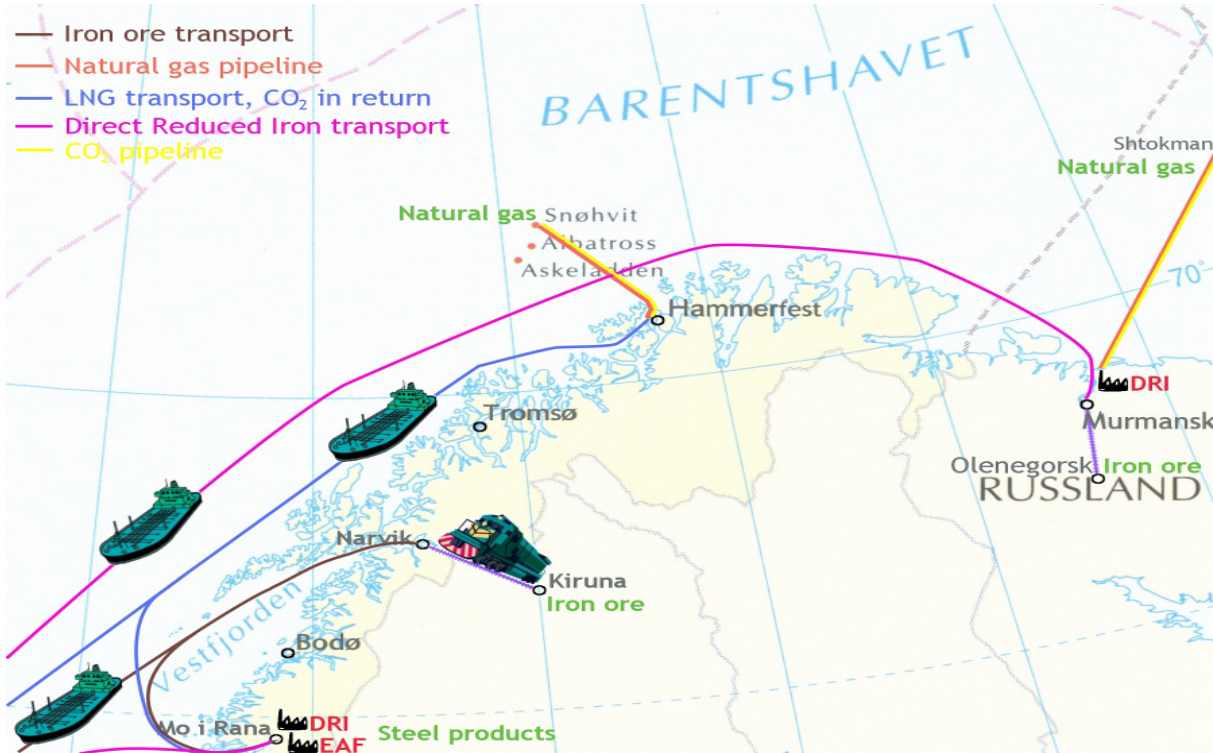 Iron ore transport
Natural gas pipeline
LNG transport, CO₂ in return
Direct Reduced Iron transport
CO₂ pipeline
BARENTSHAVET
Shtokman
Natural gas
Natural gas Snøhvit
Albatross
Askeladden
70°
Hammerfest
DRI
Tromsø
Murmansk
Olenegorsk Iron ore
RUSSLAND
Narvik
Kiruna
Iron ore
Vestfjorden
Bodø
Mo i Rana
DRI
EAF
Steel products